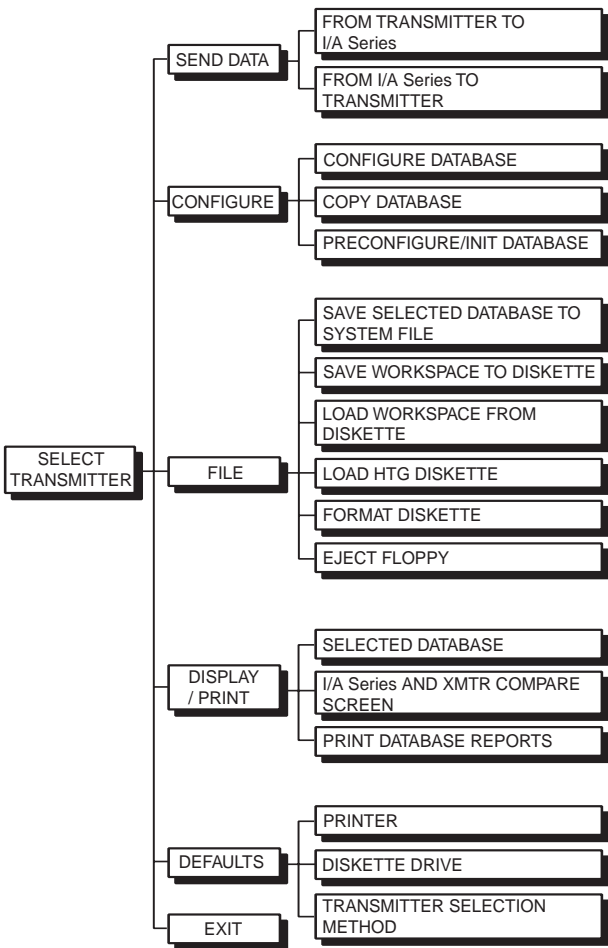 SELECT
TRANSMITTER
SEND DATA
FROM TRANSMITTER TO
I/A Series
FROM I/A Series TO
TRANSMITTER
CONFIGURE
CONFIGURE DATABASE
COPY DATABASE
PRECONFIGURE/INIT DATABASE
FILE
SAVE SELECTED DATABASE TO
SYSTEM FILE
SAVE WORKSPACE TO DISKETTE
LOAD WORKSPACE FROM
DISKETTE
LOAD HTG DISKETTE
FORMAT DISKETTE
EJECT FLOPPY
DISPLAY
/ PRINT
SELECTED DATABASE
I/A Series AND XMTR COMPARE
SCREEN
PRINT DATABASE REPORTS
DEFAULTS
PRINTER
DISKETTE DRIVE
TRANSMITTER SELECTION
METHOD
EXIT